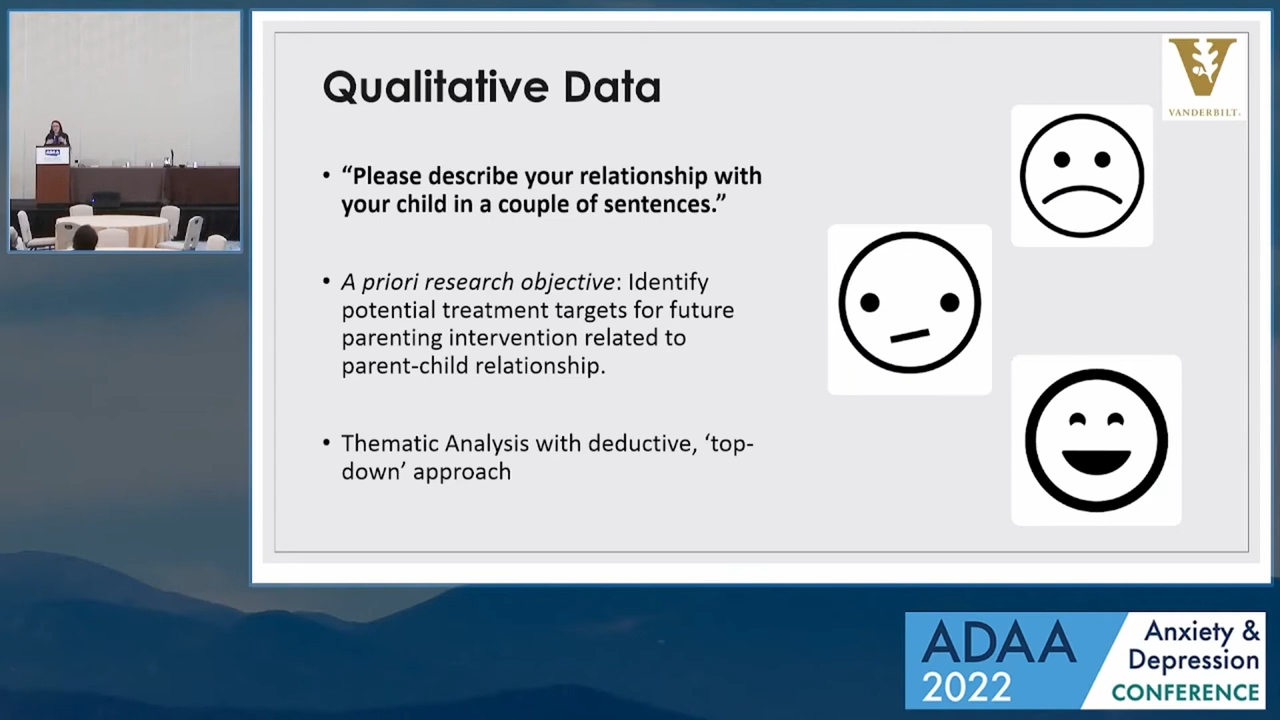 Qualitative Data
VANDERBILT
• “Please describe your relationship with
your child in a couple of sentences.”
• A priori research objective: Identify
potential treatment targets for future
parenting intervention related to
parent-child relationship.
• Thematic Analysis with deductive, ‘top-
down’ approach
ADAA
2022
Anxiety &
Depression
CONFERENCE